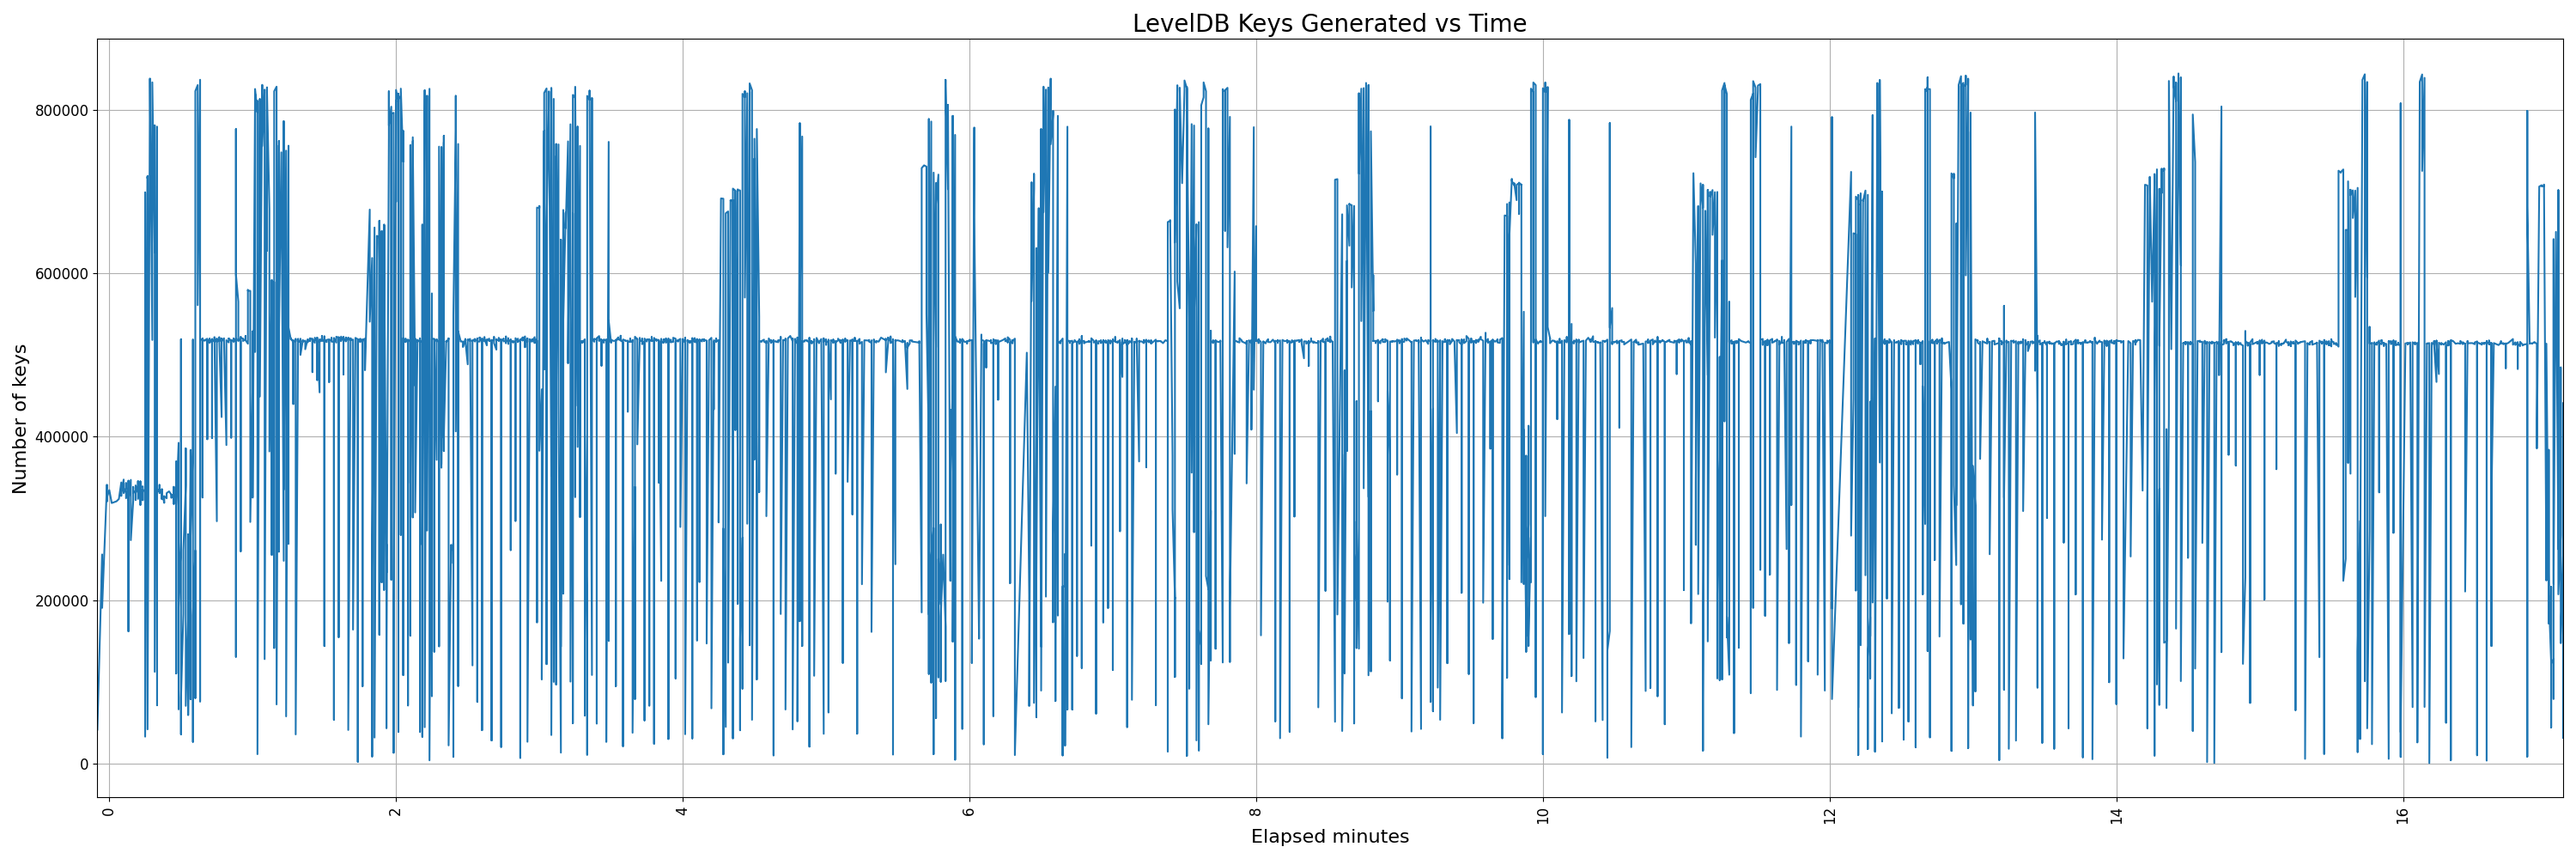 LevelDB Keys Generated vs Time
Number of keys
800000
600000
400000
200000
0
0 2 4 6 8 10 12 14 16
Elapsed minutes